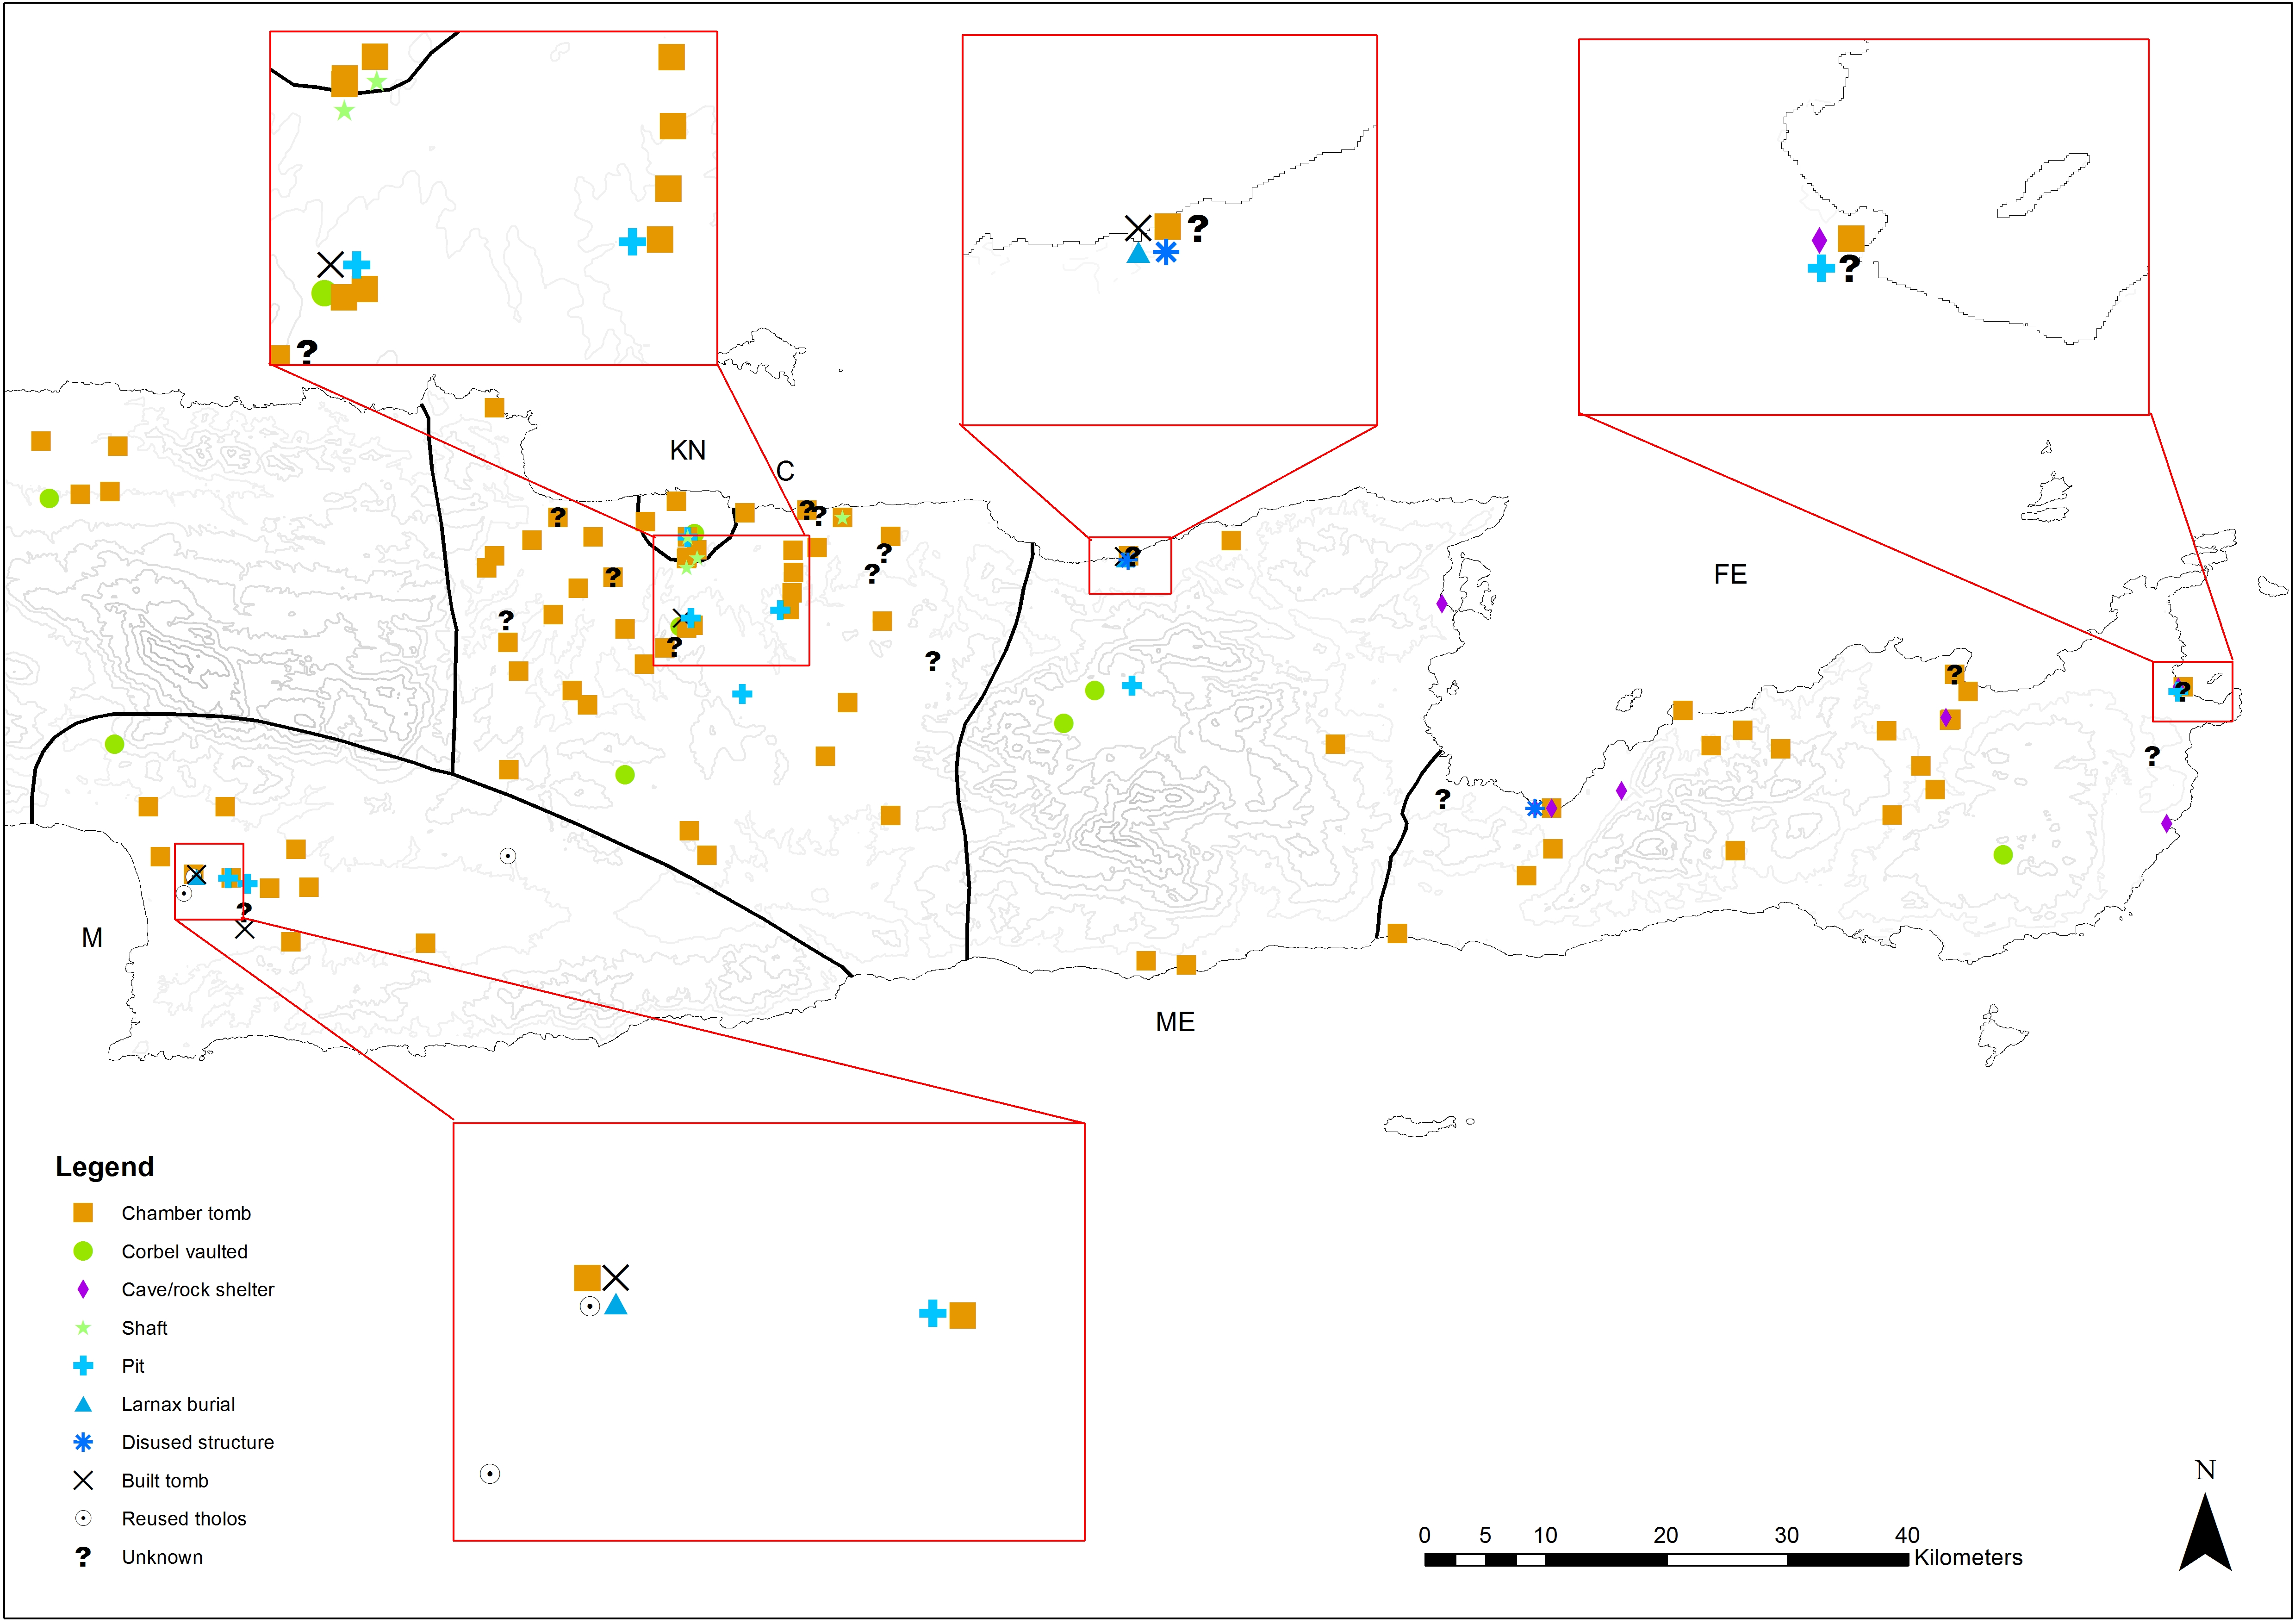 KN
C
FE
M
ME
Legend
Chamber tomb
Corbel vaulted
Cave/rock shelter
Shaft
Pit
Larnax burial
Disused structure
Built tomb
Reused tholos
? Unknown
N
0 5 10 20 30 40
Kilometers